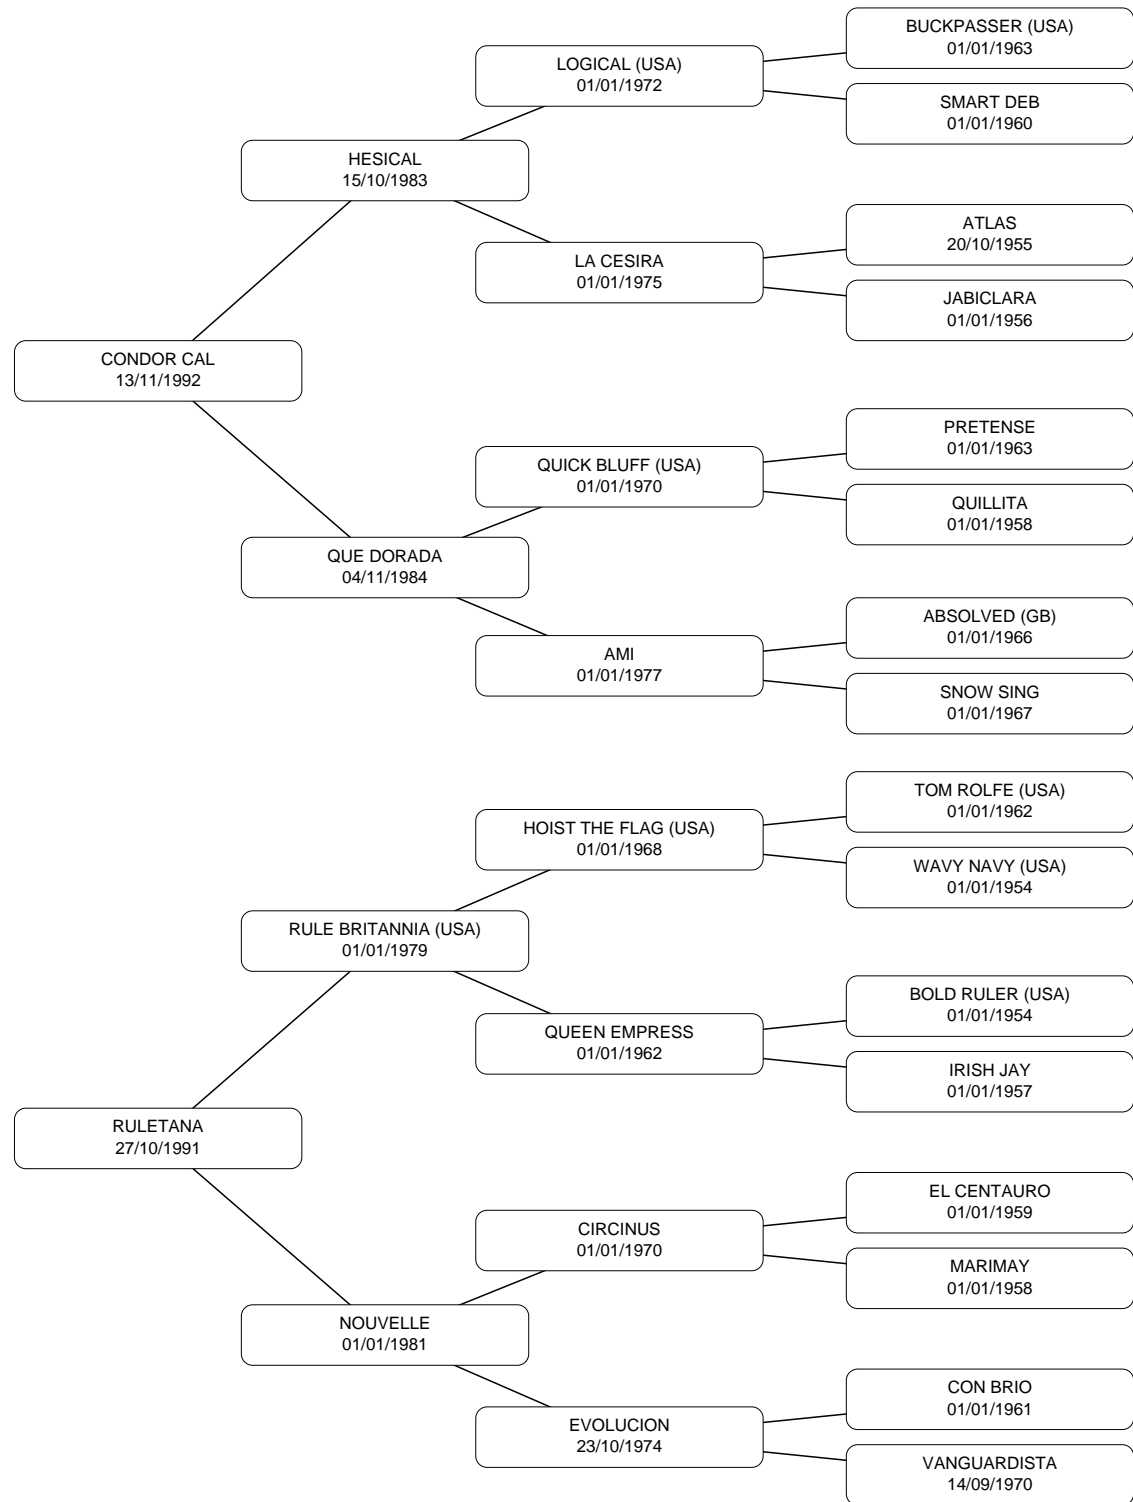 BUCKPASSER (USA)
01/01/1963
LOGICAL (USA)
01/01/1972
SMART DEB
01/01/1960
HESICAL
15/10/1983
ATLAS
20/10/1955
LA CESIRA
01/01/1975
JABICLARA
01/01/1956
CONDOR CAL
13/11/1992
PRETENSE
01/01/1963
QUICK BLUFF (USA)
01/01/1970
QUILLITA
01/01/1958
QUE DORADA
04/11/1984
ABSOLVED (GB)
01/01/1966
AMI
01/01/1977
SNOW SING
01/01/1967
TOM ROLFE (USA)
01/01/1962
HOIST THE FLAG (USA)
01/01/1968
WAVY NAVY (USA)
01/01/1954
RULE BRITANNIA (USA)
01/01/1979
BOLD RULER (USA)
01/01/1954
QUEEN EMPRESS
01/01/1962
IRISH JAY
01/01/1957
RULETANA
27/10/1991
EL CENTAURO
01/01/1959
CIRCINUS
01/01/1970
MARIMAY
01/01/1958
NOUVELLE
01/01/1981
CON BRIO
01/01/1961
EVOLUCION
23/10/1974
VANGUARDISTA
14/09/1970